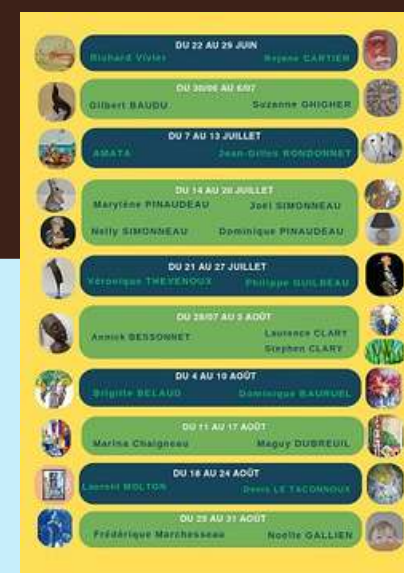 DU 22 AU 29 JUIN
Richard Vivier Rejane CARTIER
DU 30/06 AU 6/07
Gilbert BAUDU Suzanne GHIGHER
DU 7 AU 13 JUILLET
AMATA Jean-Gilles RONDONNET
DU 14 AU 20 JUILLET
Marylène PINAUDEAU Joël SIMONNEAU
Nelly SIMONNEAU Dominique PINAUDEAU
DU 21 AU 27 JUILLET
Véronique THEVENOUX Philippe GUILBEAU
DU 28/07 AU 3 AOÛT
Annick BESSONNET Laurence CLARY
Stephen CLARY
DU 4 AU 10 AOÛT
Brigitte BELAUD Dominique BAURUEL
DU 11 AU 17 AOÛT
Marina Chaigneau Maguy DUBREUIL
DU 18 AU 24 AOÛT
Laurent MOLTON Denis LE TACONNOUX
DU 25 AU 31 AOÛT
Frédérique Marchesseau Noelle GALLIEN